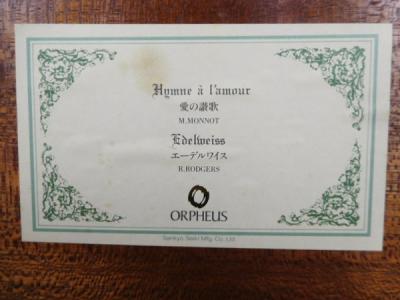 Hymne à l'amour
愛の讃歌
M.MONNOT
Edelweiss
エーデルワイス
R.RODGERS
ORPHEUS
Sankyo Seiki Mfg. Co., Ltd.